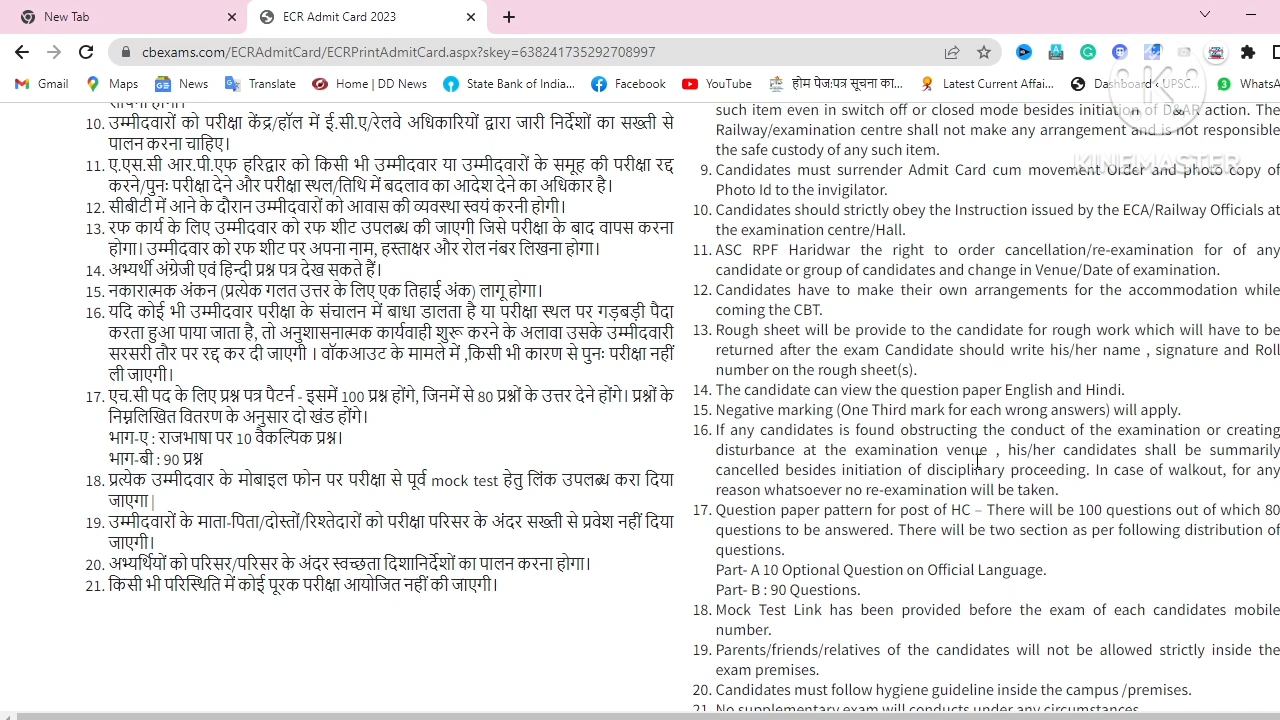 New Tab
ECR Admit Card 2023
cbexams.com/ECRAdmitCard/ECRPrintAdmitCard.aspx?skey=638241735292708997
Gmail
Maps
News
Translate
Home | DD News
State Bank of India...
Facebook
YouTube
होम पेज:पत्र सूचना का...
Latest Current Affai...
Dashboard UPSC...
WhatsA
KINEMASTER
10. उम्मीदवारों को परीक्षा केंद्र/हॉल में ई.सी.ए/रेलवे अधिकारियों द्वारा जारी निर्देशों का सख्ती से
पालन करना चाहिए।
11. ए.एस.सी आर.पी.एफ हरिद्वार को किसी भी उम्मीदवार या उम्मीदवारों के समूह की परीक्षा रद्द
करने/पुनः परीक्षा देने और परीक्षा स्थल/तिथि में बदलाव का आदेश देने का अधिकार है।
12. सीबीटी में आने के दौरान उम्मीदवारों को आवास की व्यवस्था स्वयं करनी होगी।
13. रफ कार्य के लिए उम्मीदवार को रफ शीट उपलब्ध की जाएगी जिसे परीक्षा के बाद वापस करना
होगा। उम्मीदवार को रफ शीट पर अपना नाम, हस्ताक्षर और रोल नंबर लिखना होगा।
14. अभ्यर्थी अंग्रेजी एवं हिन्दी प्रश्न पत्र देख सकते हैं।
15. नकारात्मक अंकन (प्रत्येक गलत उत्तर के लिए एक तिहाई अंक) लागू होगा।
16. यदि कोई भी उम्मीदवार परीक्षा के संचालन में बाधा डालता है या परीक्षा स्थल पर गड़बड़ी पैदा
करता हुआ पाया जाता है, तो अनुशासनात्मक कार्यवाही शुरू करने के अलावा उसके उम्मीदवारी
सरसरी तौर पर रद्द कर दी जाएगी । वॉकआउट के मामले में ,किसी भी कारण से पुनः परीक्षा नहीं
ली जाएगी।
17. एच.सी पद के लिए प्रश्न पत्र पैटर्न - इसमें 100 प्रश्न होंगे, जिनमें से 80 प्रश्नों के उत्तर देने होंगे। प्रश्नों के
निम्नलिखित वितरण के अनुसार दो खंड होंगे।
भाग-ए : राजभाषा पर 10 वैकल्पिक प्रश्न।
भाग-बी : 90 प्रश्न
18. प्रत्येक उम्मीदवार के मोबाइल फोन पर परीक्षा से पूर्व mock test हेतु लिंक उपलब्ध करा दिया
जाएगा |
19. उम्मीदवारों के माता-पिता/दोस्तों/रिश्तेदारों को परीक्षा परिसर के अंदर सख्ती से प्रवेश नहीं दिया
जाएगी।
20. अभ्यर्थियों को परिसर/परिसर के अंदर स्वच्छता दिशानिर्देशों का पालन करना होगा।
21. किसी भी परिस्थिति में कोई पूरक परीक्षा आयोजित नहीं की जाएगी।
such item even in switch off or closed mode besides initiation of D&AR action. The
Railway/examination centre shall not make any arrangement and is not responsible
the safe custody of any such item.
9. Candidates must surrender Admit Card cum movement Order and photo copy of
Photo Id to the invigilator.
10. Candidates should strictly obey the Instruction issued by the ECA/Railway Officials at
the examination centre/Hall.
11. ASC RPF Haridwar the right to order cancellation/re-examination for of any
candidate or group of candidates and change in Venue/Date of examination.
12. Candidates have to make their own arrangements for the accommodation while
coming the CBT.
13. Rough sheet will be provide to the candidate for rough work which will have to be
returned after the exam Candidate should write his/her name , signature and Roll
number on the rough sheet(s).
14. The candidate can view the question paper English and Hindi.
15. Negative marking (One Third mark for each wrong answers) will apply.
16. If any candidates is found obstructing the conduct of the examination or creating
disturbance at the examination venue , his/her candidates shall be summarily
cancelled besides initiation of disciplinary proceeding. In case of walkout, for any
reason whatsoever no re-examination will be taken.
17. Question paper pattern for post of HC – There will be 100 questions out of which 80
questions to be answered. There will be two section as per following distribution of
questions.
Part- A 10 Optional Question on Official Language.
Part- B : 90 Questions.
18. Mock Test Link has been provided before the exam of each candidates mobile
number.
19. Parents/friends/relatives of the candidates will not be allowed strictly inside the
exam premises.
20. Candidates must follow hygiene guideline inside the campus /premises.
21. No supplementary exam will conducts under any circumstances.